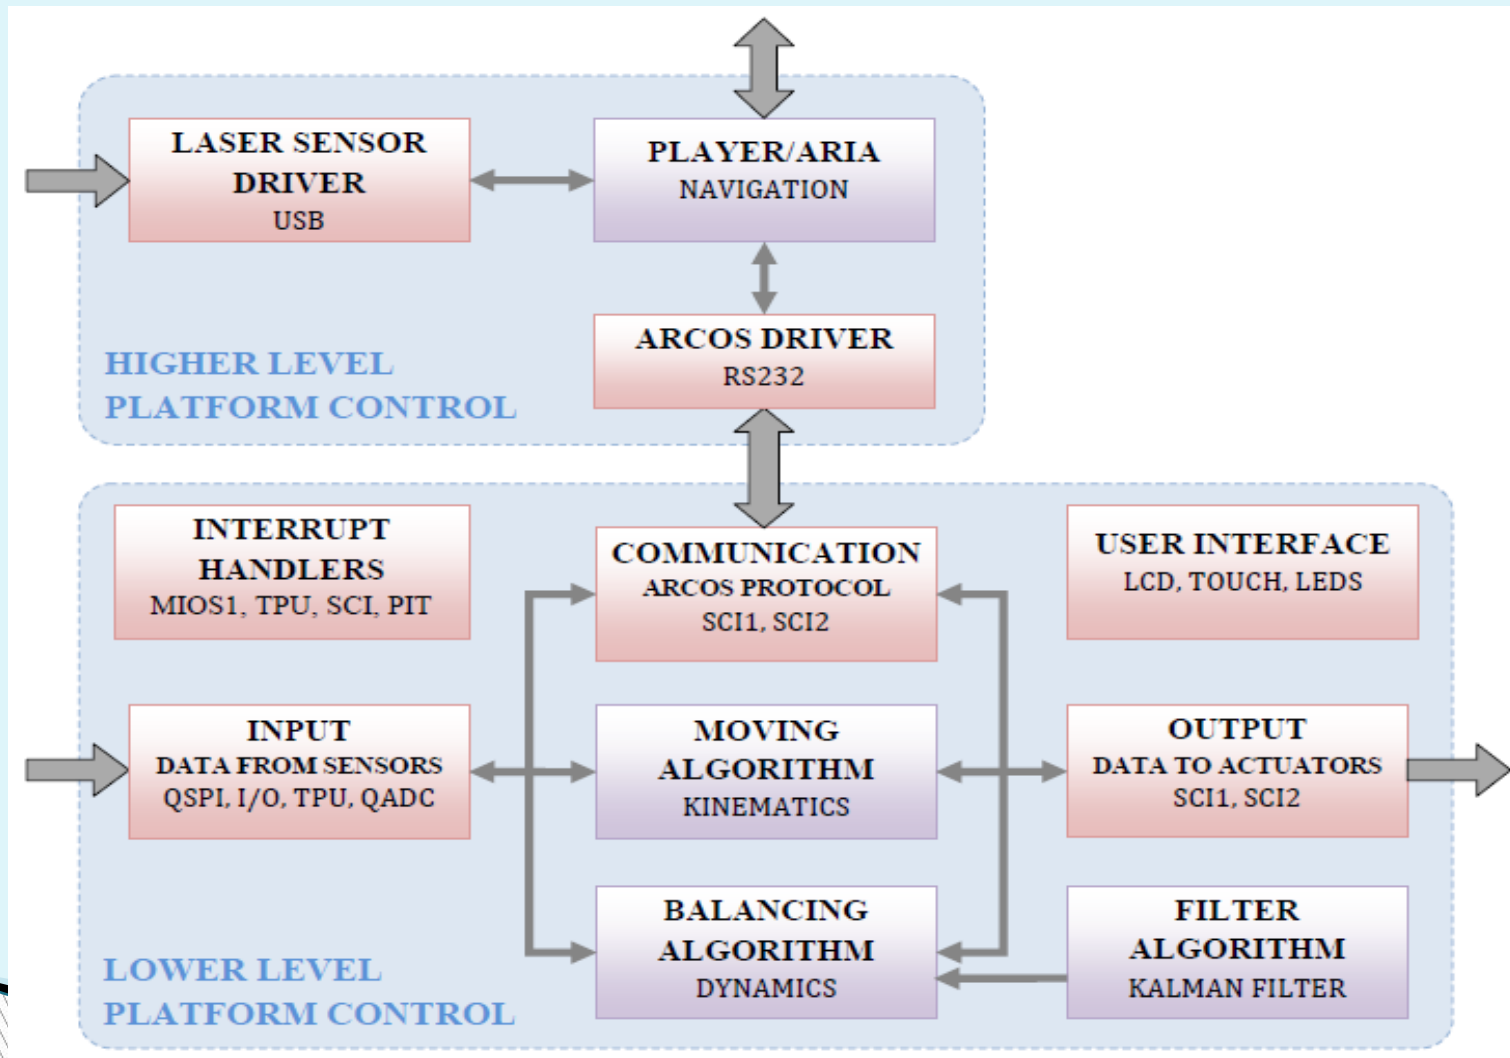 LASER SENSOR
DRIVER
USB
PLAYER/ARIA
NAVIGATION
ARCOS DRIVER
RS232
HIGHER LEVEL
PLATFORM CONTROL
INTERRUPT
HANDLERS
MIOS1, TPU, SCI, PIT
COMMUNICATION
ARCOS PROTOCOL
SCI1, SCI2
USER INTERFACE
LCD, TOUCH, LEDS
INPUT
DATA FROM SENSORS
QSPI, I/O, TPU, QADC
MOVING
ALGORITHM
KINEMATICS
OUTPUT
DATA TO ACTUATORS
SCI1, SCI2
BALANCING
ALGORITHM
DYNAMICS
FILTER
ALGORITHM
KALMAN FILTER
LOWER LEVEL
PLATFORM CONTROL